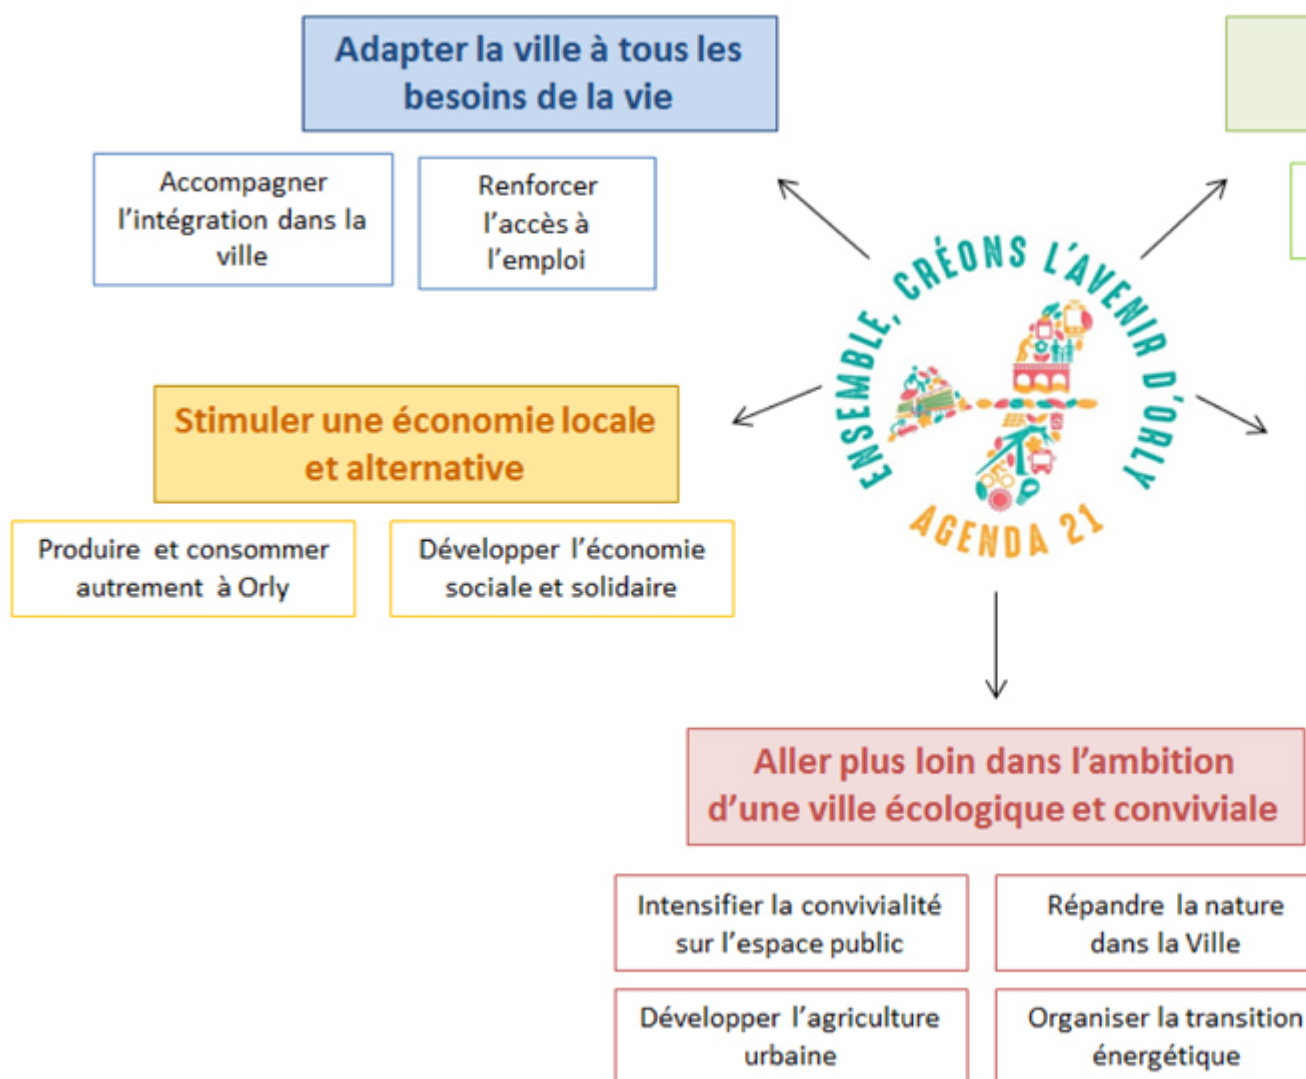 Adapter la ville à tous les
besoins de la vie
Accompagner
l'intégration dans la
ville
Renforcer
l'accès à
l'emploi
ENSEMBLE, CRÉONS L'AVENIR D'ORLY
AGENDA 21
Stimuler une économie locale
et alternative
Produire et consommer
autrement à Orly
Développer l'économie
sociale et solidaire
Aller plus loin dans l'ambition
d'une ville écologique et conviviale
Intensifier la convivialité
sur l'espace public
Répandre la nature
dans la Ville
Développer l'agriculture
urbaine
Organiser la transition
énergétique